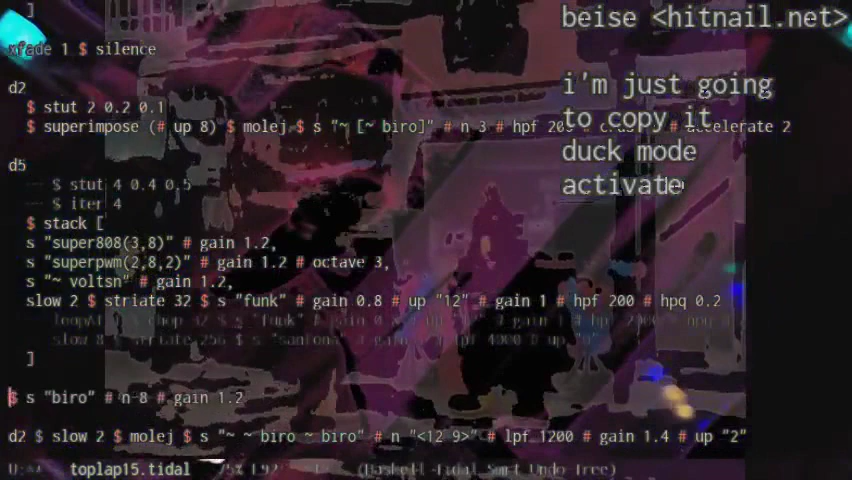 ]
xfade 1 $ silence
d2
$ stut 2 0.2 0.1
$ superimpose (# up 8) $ molej $ s "~ [~ biro]" # n 3 # hpf # accelerate 2
d5
-- $ stut 4 0.4 0.5
-- $ iter 4
$ stack [
s "super808(3,8)" # gain 1.2,
s "superpwm(2,8,2)" # gain 1.2 # octave 3,
s "~ voltsn" # gain 1.2,
slow 2 $ striate 32 $ s "funk" # gain 0.8 # up "12" # gain 1 # hpf 200 # hpq 0.2
]
$ s "biro" # n 8 # gain 1.2
d2 $ slow 2 $ molej $ s "~ ~ biro ~ biro" # n "<12 9>" # lpf 1200 # gain 1.4 # up "2"
toplap15.tidal 75% (Haskell Tidal Undo Tree)
beise <hitnail.net>
i'm just going
to copy it
duck mode
activate